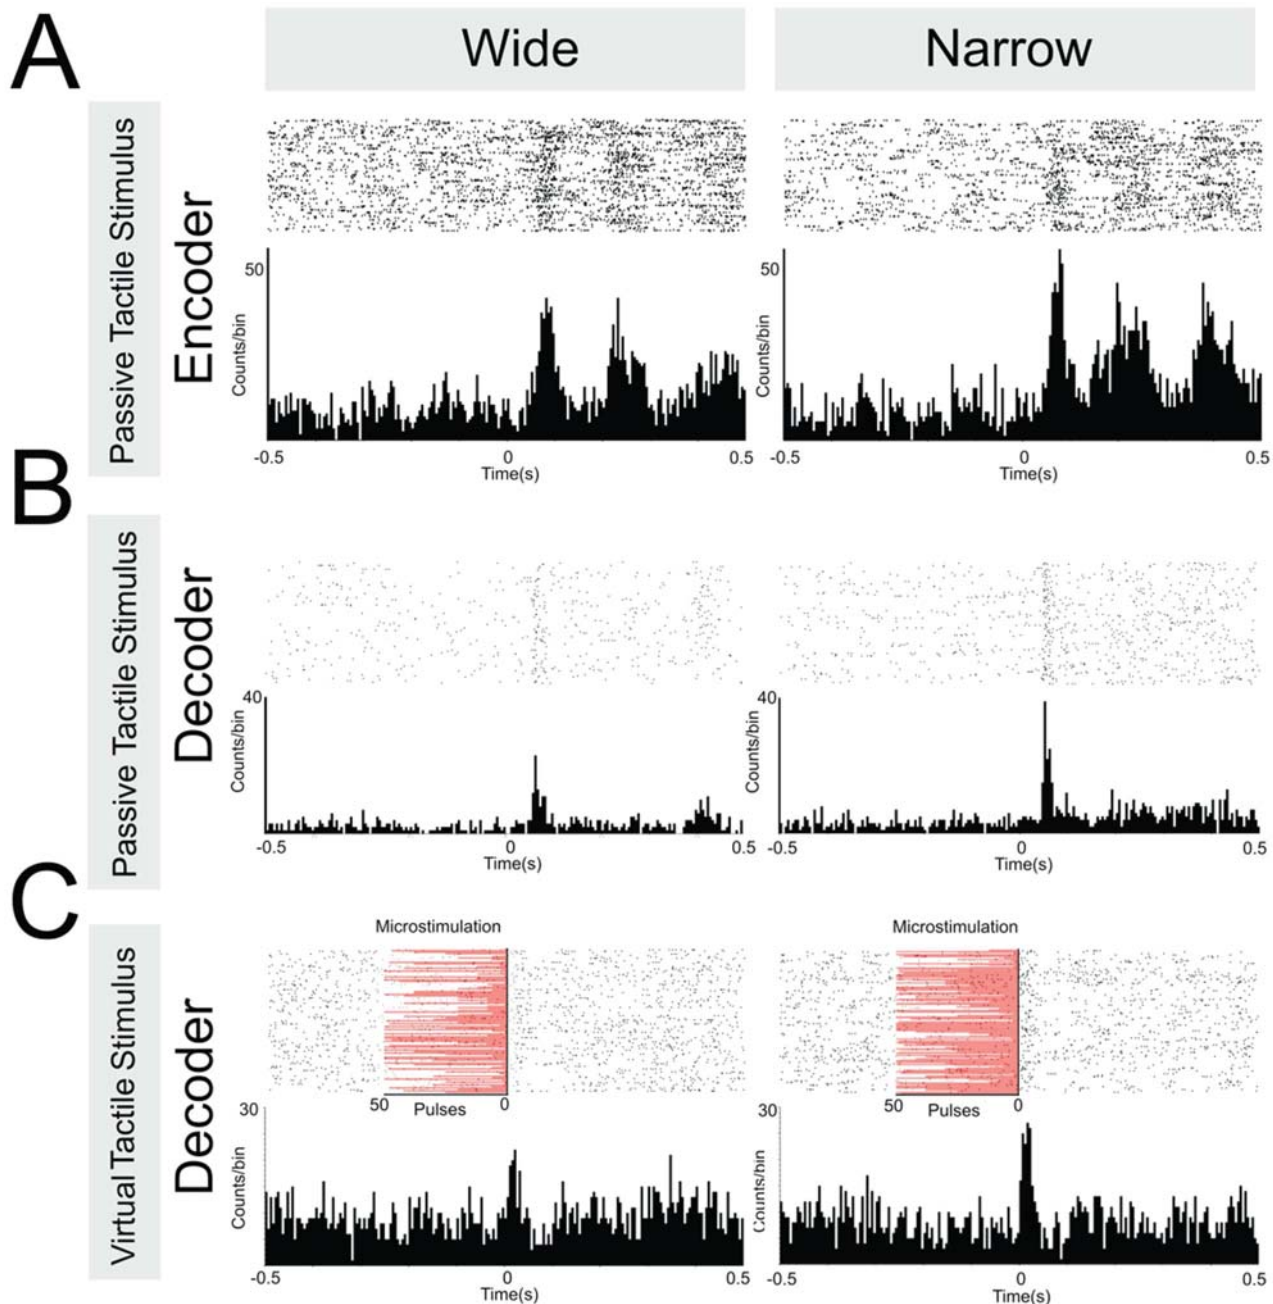 A
Wide
Narrow
Passive Tactile Stimulus
Encoder
50
Counts/bin
-0.5
0
0.5
Time(s)
50
Counts/bin
-0.5
0
0.5
Time(s)
B
Passive Tactile Stimulus
Decoder
40
Counts/bin
-0.5
0
0.5
Time(s)
40
Counts/bin
-0.5
0
0.5
Time(s)
C
Virtual Tactile Stimulus
Decoder
Microstimulation
50
Pulses
0
30
Counts/bin
-0.5
0
0.5
Time(s)
Microstimulation
50
Pulses
0
30
Counts/bin
-0.5
0
0.5
Time(s)